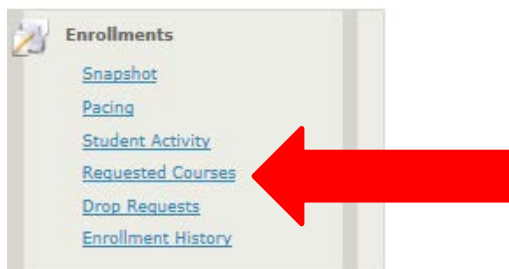 Enrollments
Snapshot
Pacing
Student Activity
Requested Courses
Drop Requests
Enrollment History